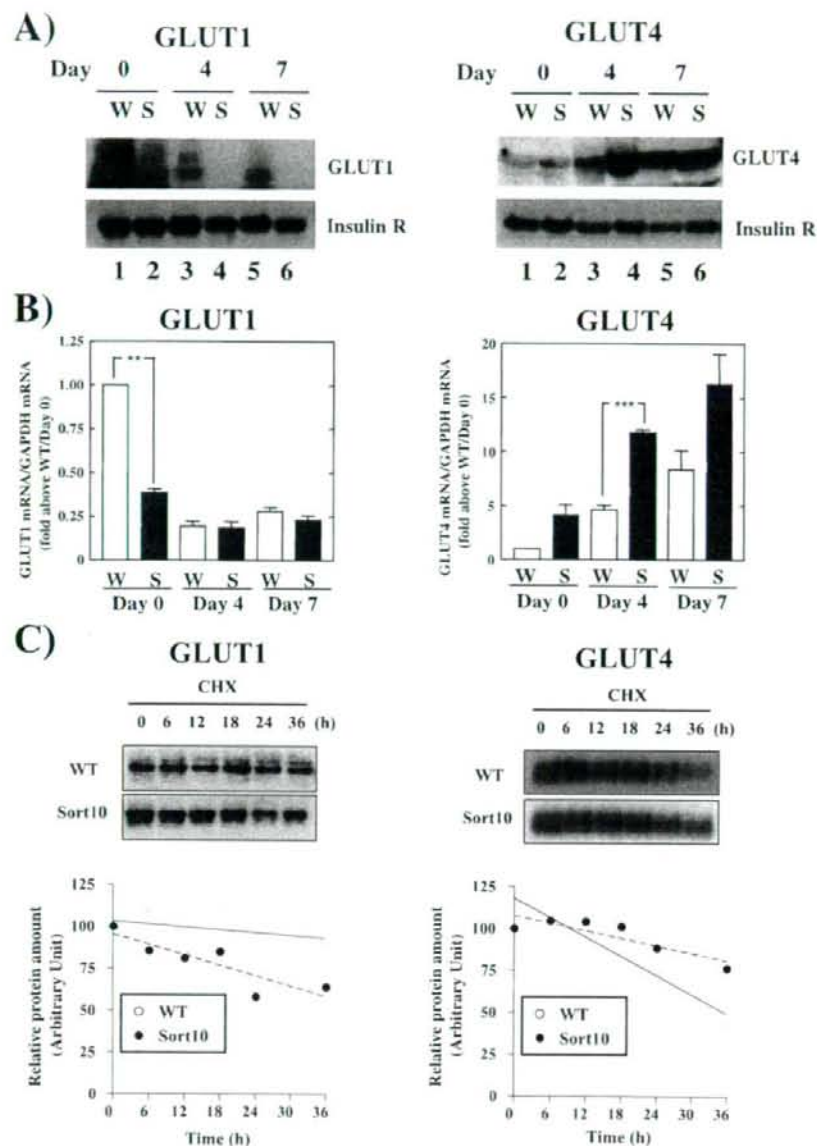 A)
GLUT1
Day 0 4 7
W S W S W S
GLUT1
Insulin R
1 2 3 4 5 6
GLUT4
0 4 7
Day
W S W S W S
GLUT4
Insulin R
1 2 3 4 5 6
B)
GLUT1
GLUT1 mRNA/GAPDH mRNA
(fold above WT/Day 0)
1.25
1.00
0.75
0.50
0.25
0
**
W S W S W S
Day 0 Day 4 Day 7
GLUT4
GLUT4 mRNA/GAPDH mRNA
(fold above WT/Day 0)
20
15
10
5
0
***
W S W S W S
Day 0 Day 4 Day 7
C)
GLUT1
CHX
0 6 12 18 24 36 (h)
WT
Sort10
Relative protein amount
(Arbitrary Unit)
125
100
75
50
25
0
WT
Sort10
0 6 12 18 24 30 36
Time (h)
GLUT4
CHX
0 6 12 18 24 36 (h)
WT
Sort10
Relative protein amount
(Arbitrary Unit)
125
100
75
50
25
0
WT
Sort10
0 6 12 18 24 30 36
Time (h)